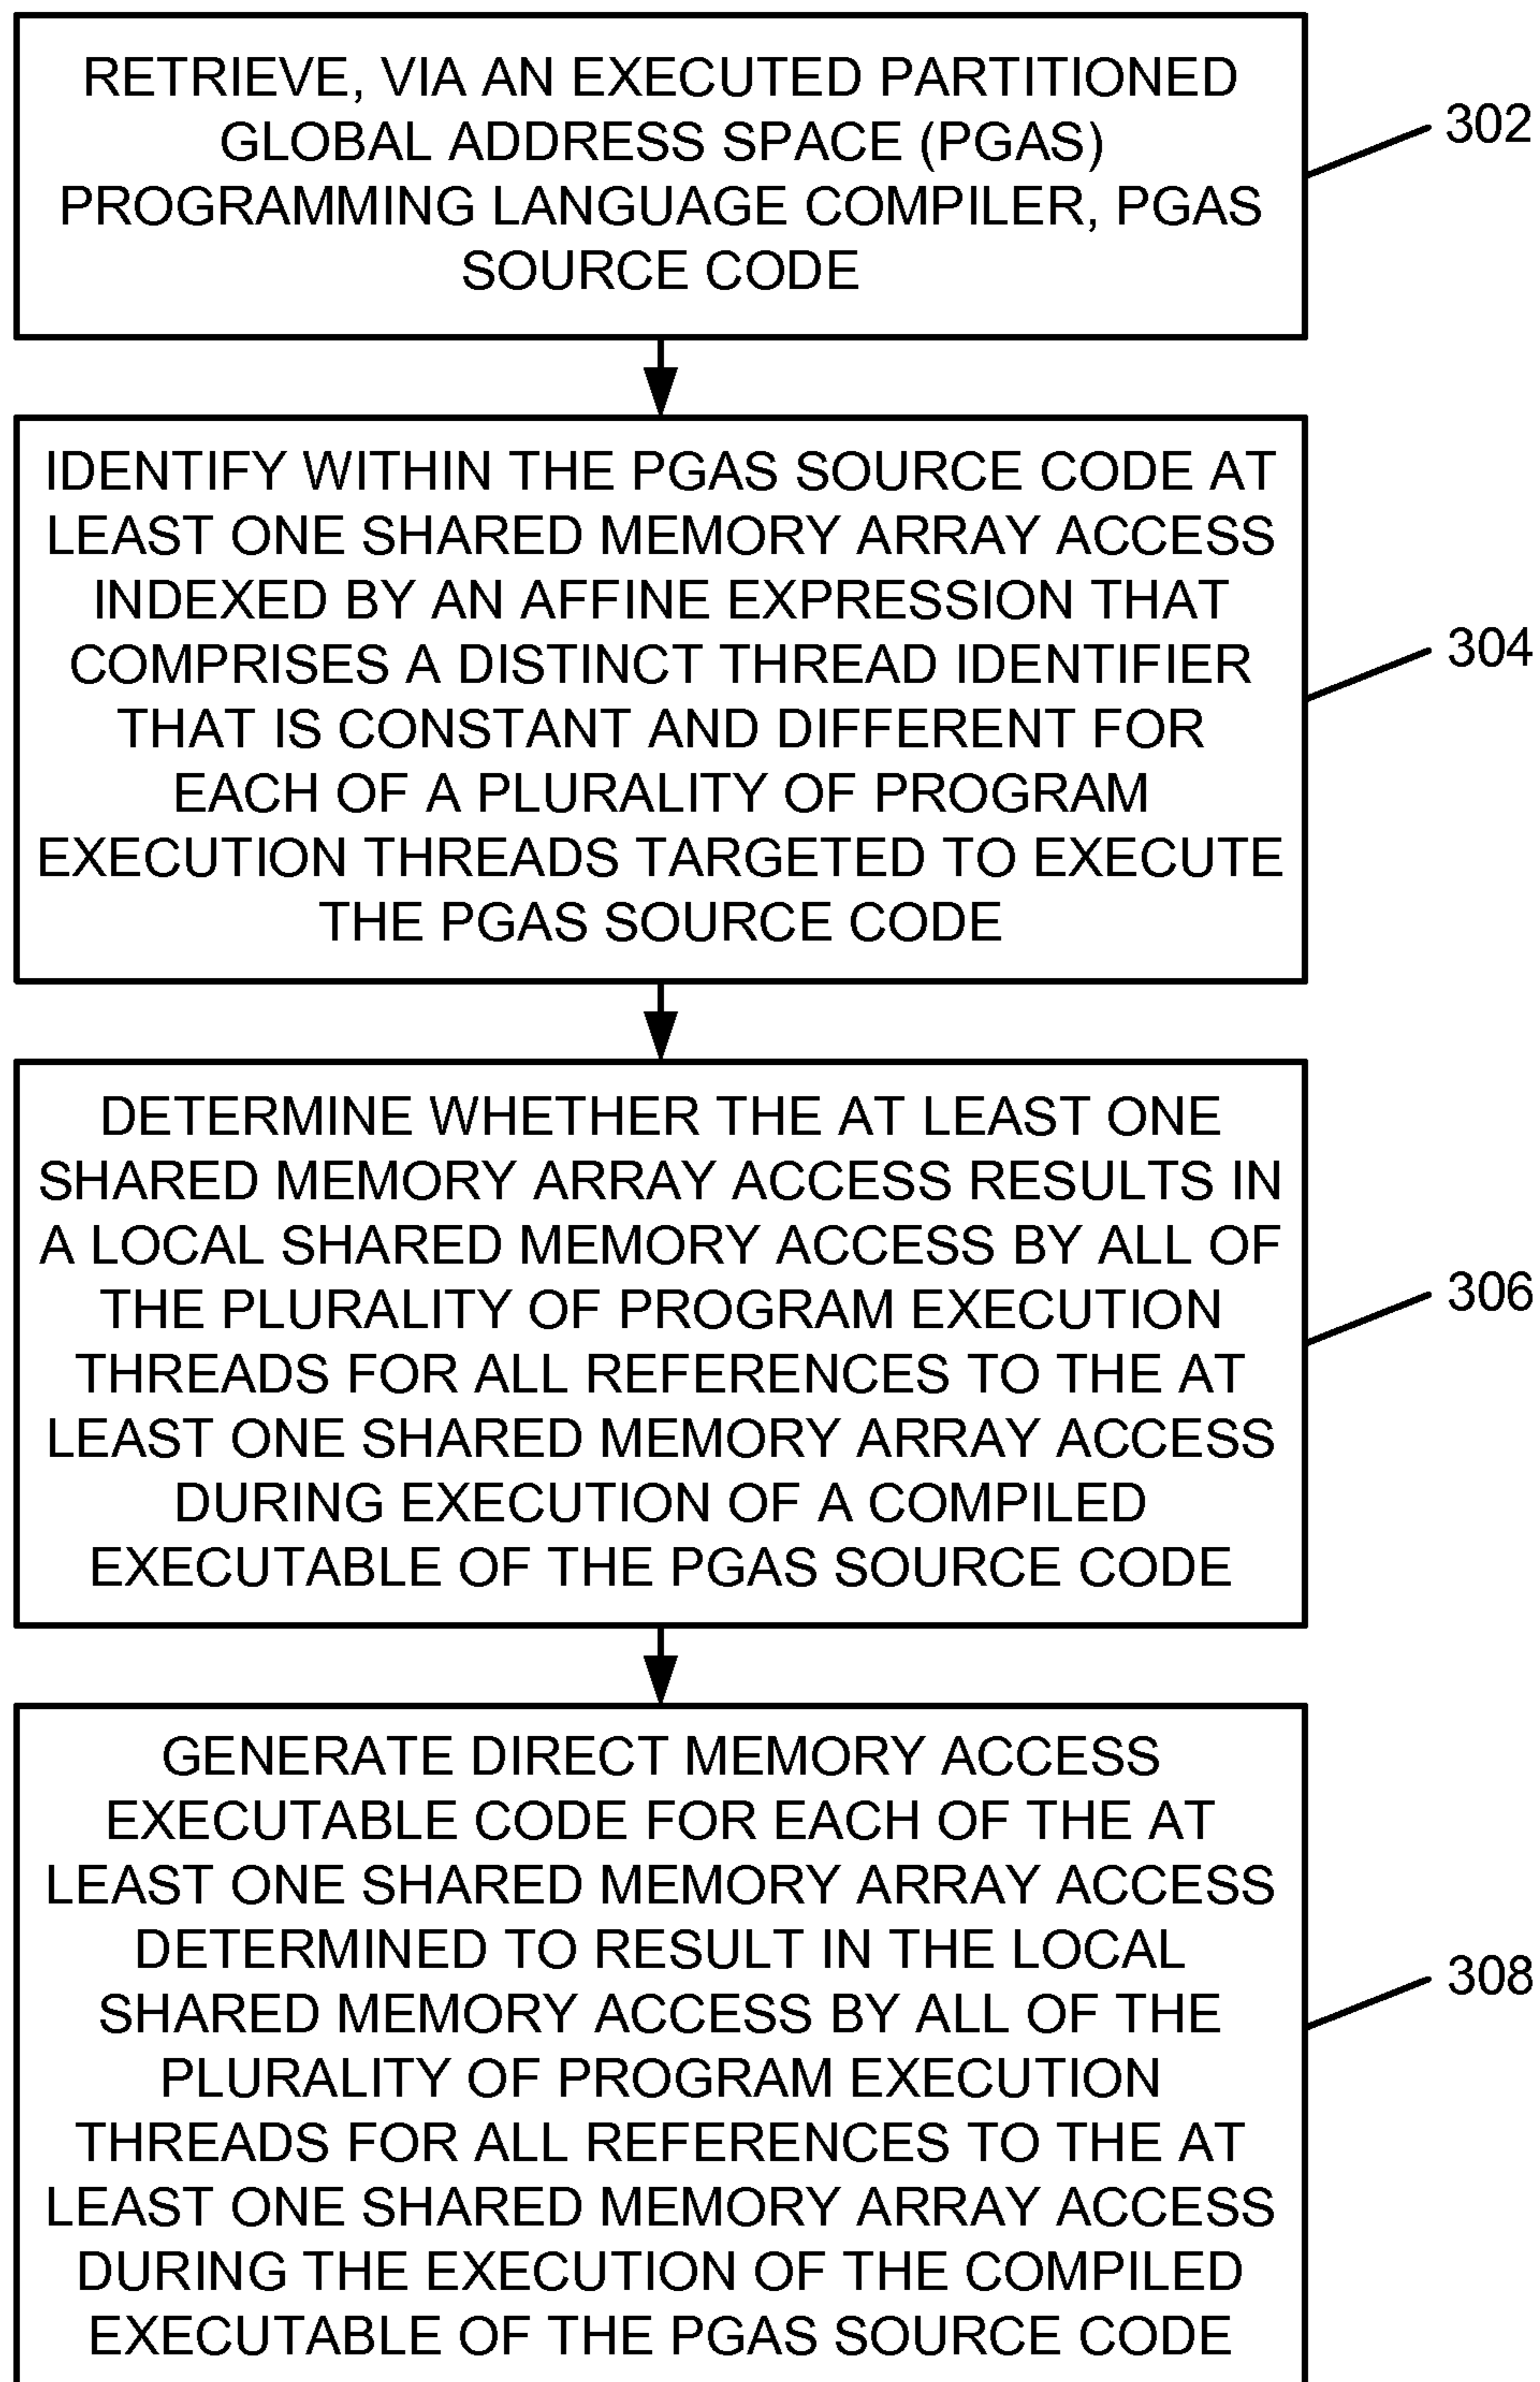 RETRIEVE, VIA AN EXECUTED PARTITIONED
GLOBAL ADDRESS SPACE (PGAS)
PROGRAMMING LANGUAGE COMPILER, PGAS
SOURCE CODE
302
IDENTIFY WITHIN THE PGAS SOURCE CODE AT
LEAST ONE SHARED MEMORY ARRAY ACCESS
INDEXED BY AN AFFINE EXPRESSION THAT
COMPRISES A DISTINCT THREAD IDENTIFIER
THAT IS CONSTANT AND DIFFERENT FOR
EACH OF A PLURALITY OF PROGRAM
EXECUTION THREADS TARGETED TO EXECUTE
THE PGAS SOURCE CODE
304
DETERMINE WHETHER THE AT LEAST ONE
SHARED MEMORY ARRAY ACCESS RESULTS IN
A LOCAL SHARED MEMORY ACCESS BY ALL OF
THE PLURALITY OF PROGRAM EXECUTION
THREADS FOR ALL REFERENCES TO THE AT
LEAST ONE SHARED MEMORY ARRAY ACCESS
DURING EXECUTION OF A COMPILED
EXECUTABLE OF THE PGAS SOURCE CODE
306
GENERATE DIRECT MEMORY ACCESS
EXECUTABLE CODE FOR EACH OF THE AT
LEAST ONE SHARED MEMORY ARRAY ACCESS
DETERMINED TO RESULT IN THE LOCAL
SHARED MEMORY ACCESS BY ALL OF THE
PLURALITY OF PROGRAM EXECUTION
THREADS FOR ALL REFERENCES TO THE AT
LEAST ONE SHARED MEMORY ARRAY ACCESS
DURING THE EXECUTION OF THE COMPILED
EXECUTABLE OF THE PGAS SOURCE CODE
308